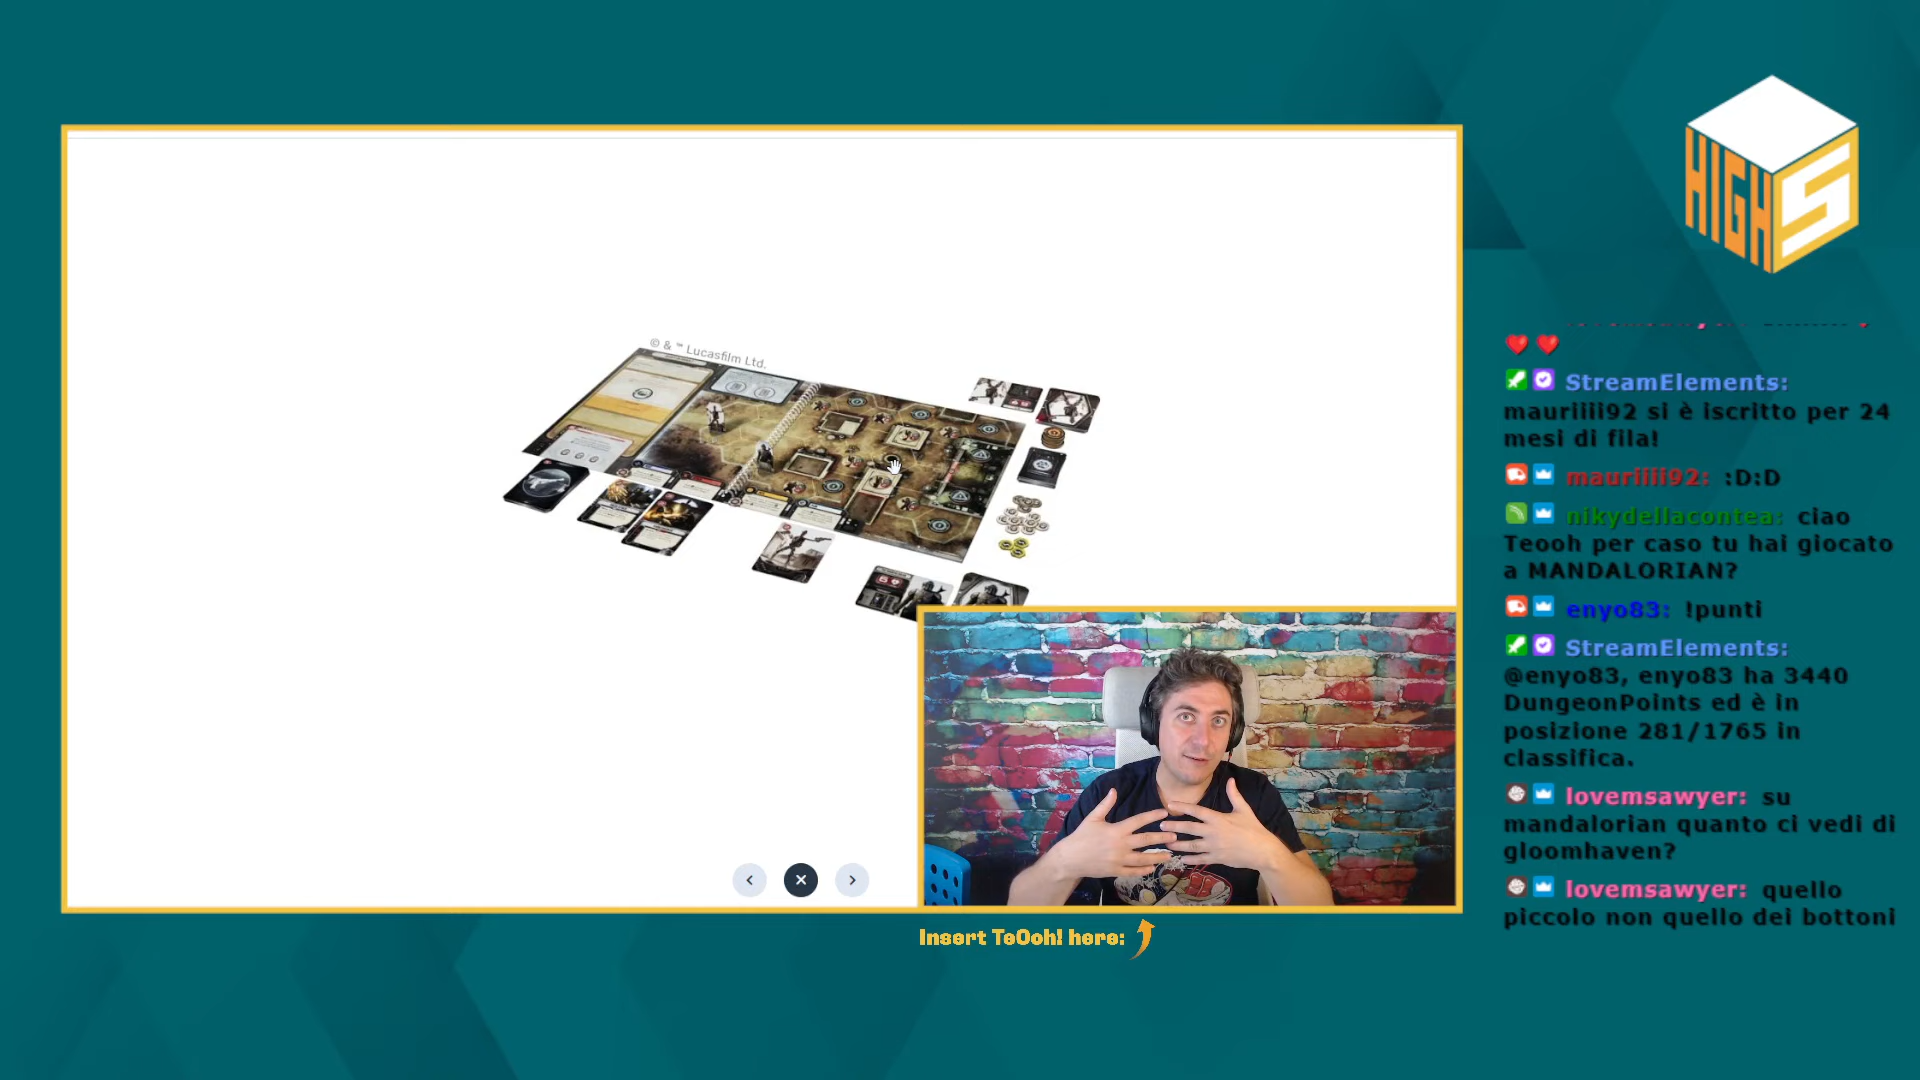 HIGH 5
© & ™ Lucasfilm Ltd.
StreamElements:
mauriiii92 si è iscritto per 24
mesi di fila!
mauriiii92: :D:D
nikydellacontea: ciao
Teooh per caso tu hai giocato
a MANDALORIAN?
enyo83: !punti
StreamElements:
@enyo83, enyo83 ha 3440
DungeonPoints ed è in
posizione 281/1765 in
classifica.
lovemsawyer: su
mandalorian quanto ci vedi di
gloomhaven?
lovemsawyer: quello
piccolo non quello dei bottoni
Insert TeOoh! here: